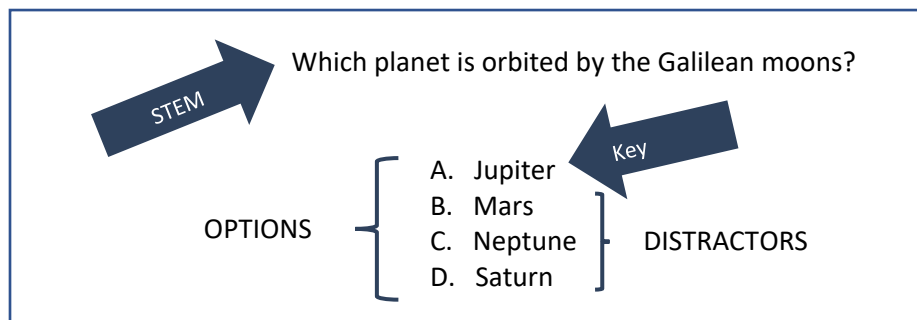 Which planet is orbited by the Galilean moons?
STEM
Key
A. Jupiter
B. Mars
OPTIONS C. Neptune DISTRACTORS
D. Saturn